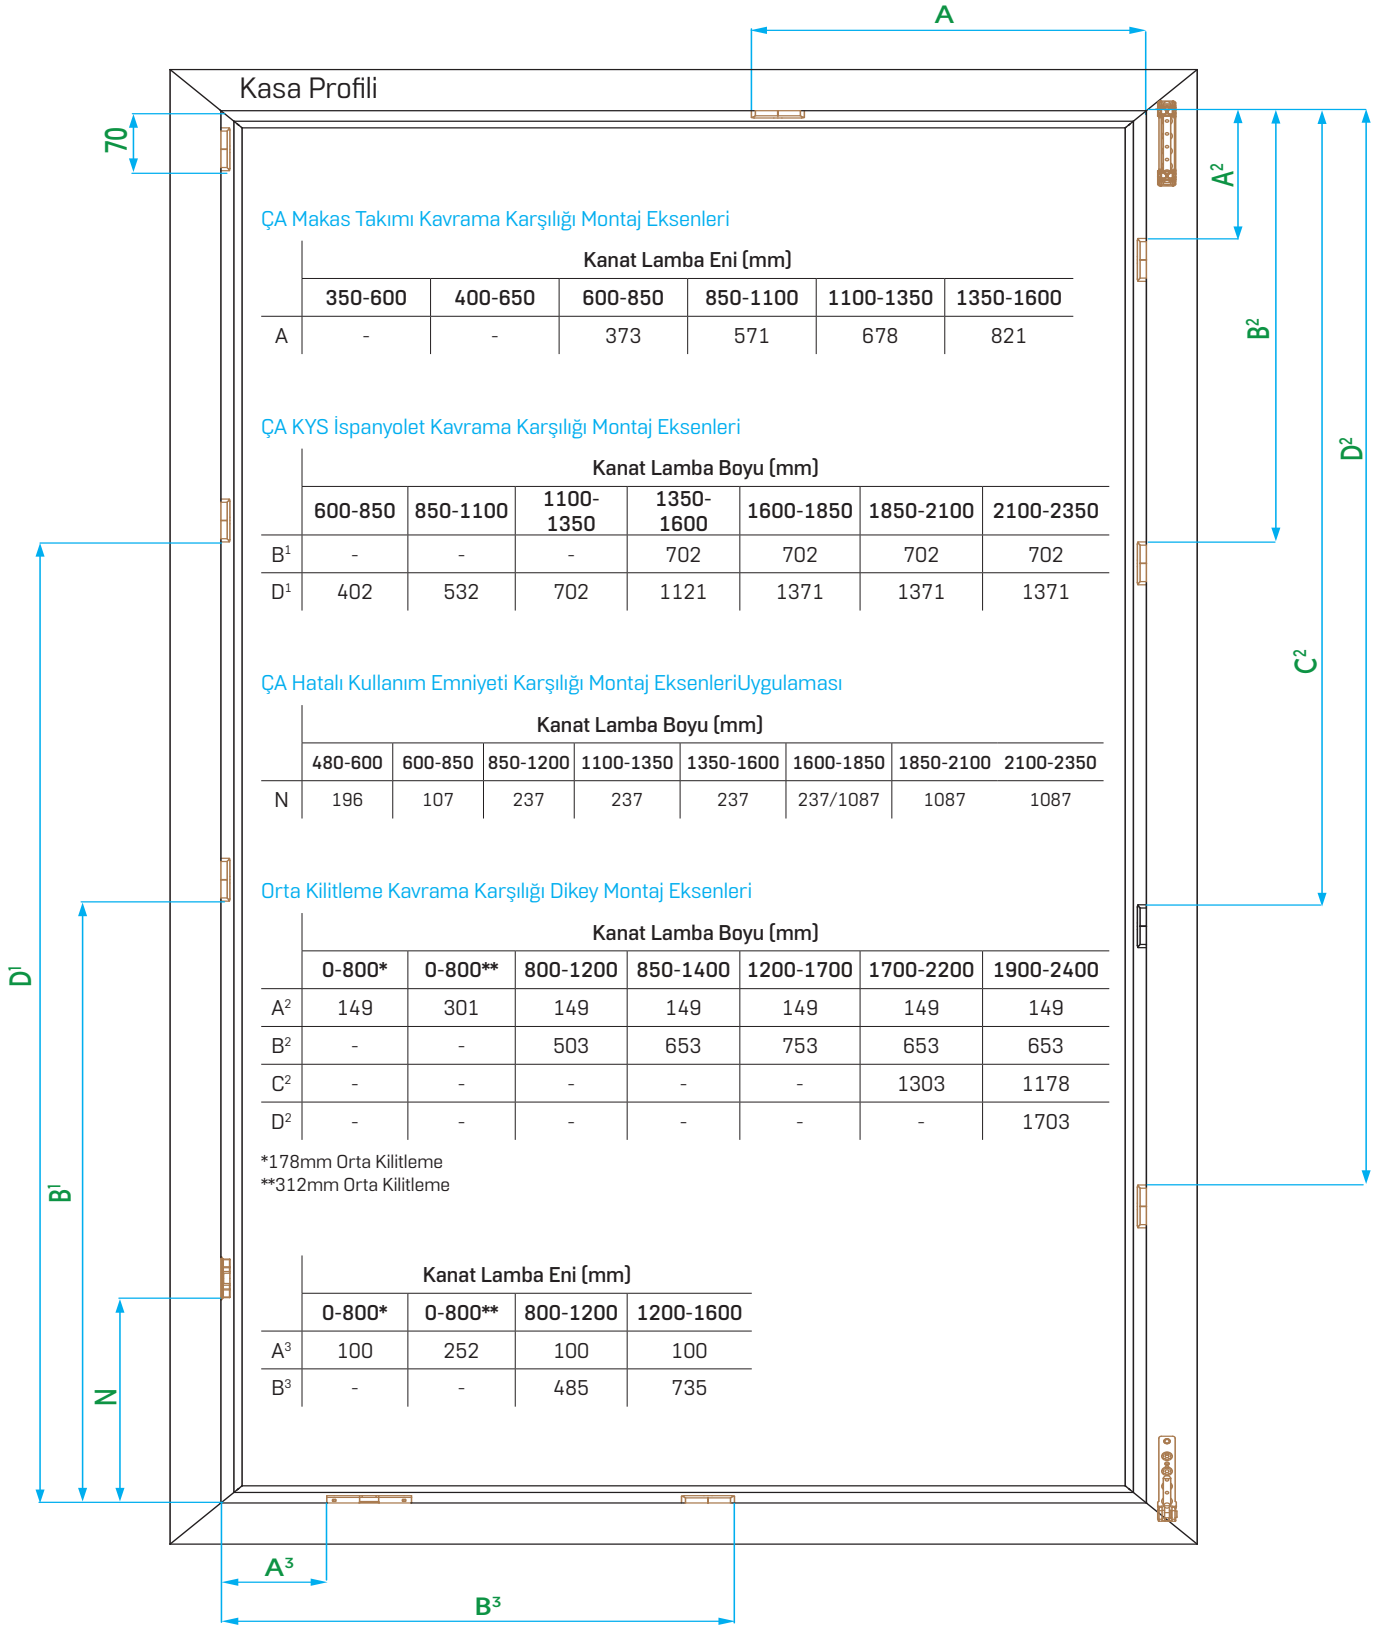 A
Kasa Profili
70
A²
B²
D²
C²
D¹
B¹
N
ÇA Makas Takımı Kavrama Karşılığı Montaj Eksenleri
Kanat Lamba Eni (mm)
350-600 400-650 600-850 850-1100 1100-1350 1350-1600
A - - 373 571 678 821
ÇA KYS İspanyolet Kavrama Karşılığı Montaj Eksenleri
Kanat Lamba Boyu (mm)
600-850 850-1100 1100-1350 1350-1600 1600-1850 1850-2100 2100-2350
B¹ - - - 702 702 702 702
D¹ 402 532 702 1121 1371 1371 1371
ÇA Hatalı Kullanım Emniyeti Karşılığı Montaj EksenleriUygulaması
Kanat Lamba Boyu (mm)
480-600 600-850 850-1200 1100-1350 1350-1600 1600-1850 1850-2100 2100-2350
N 196 107 237 237 237 237/1087 1087 1087
Orta Kilitleme Kavrama Karşılığı Dikey Montaj Eksenleri
Kanat Lamba Boyu (mm)
0-800* 0-800** 800-1200 850-1400 1200-1700 1700-2200 1900-2400
A² 149 301 149 149 149 149 149
B² - - 503 653 753 653 653
C² - - - - - 1303 1178
D² - - - - - - 1703
*178mm Orta Kilitleme
**312mm Orta Kilitleme
Kanat Lamba Eni (mm)
0-800* 0-800** 800-1200 1200-1600
A³ 100 252 100 100
B³ - - 485 735
A³
B³